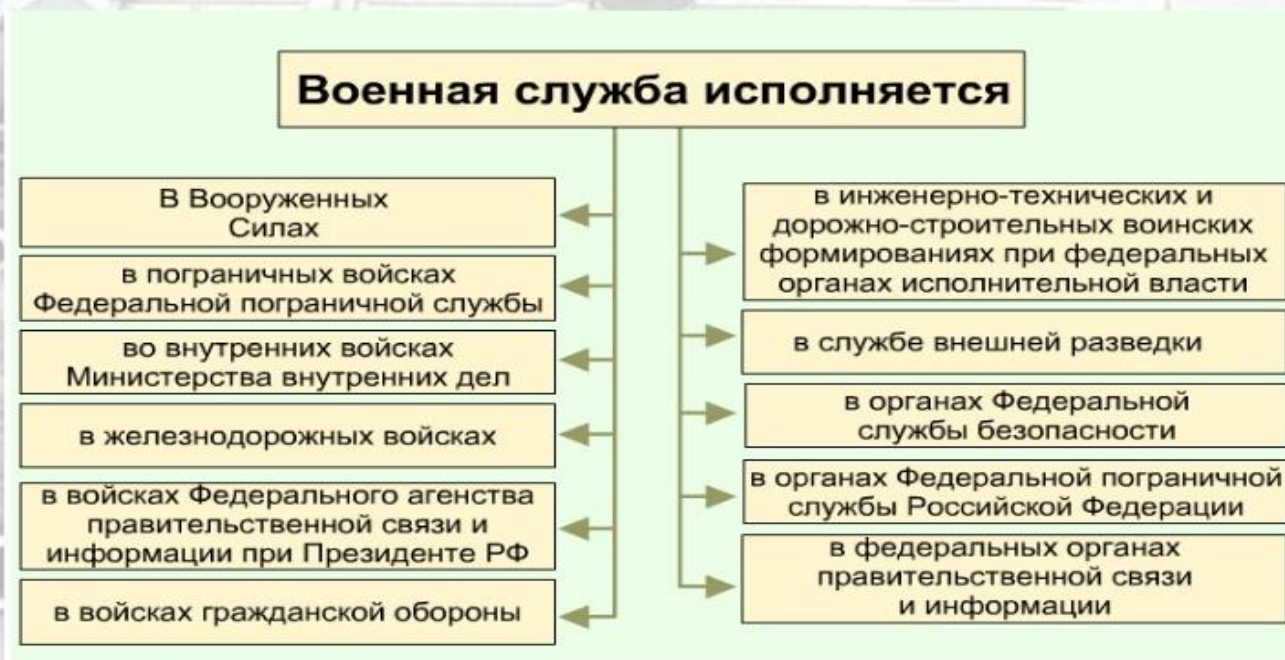 Военная служба исполняется
В Вооруженных
Силах
в пограничных войсках
Федеральной пограничной службы
во внутренних войсках
Министерства внутренних дел
в железнодорожных войсках
в войсках Федерального агенства
правительственной связи и
информации при Президенте РФ
в войсках гражданской обороны
в инженерно-технических и
дорожно-строительных воинских
формированиях при федеральных
органах исполнительной власти
в службе внешней разведки
в органах Федеральной
службы безопасности
в органах Федеральной пограничной
службы Российской Федерации
в федеральных органах
правительственной связи
и информации